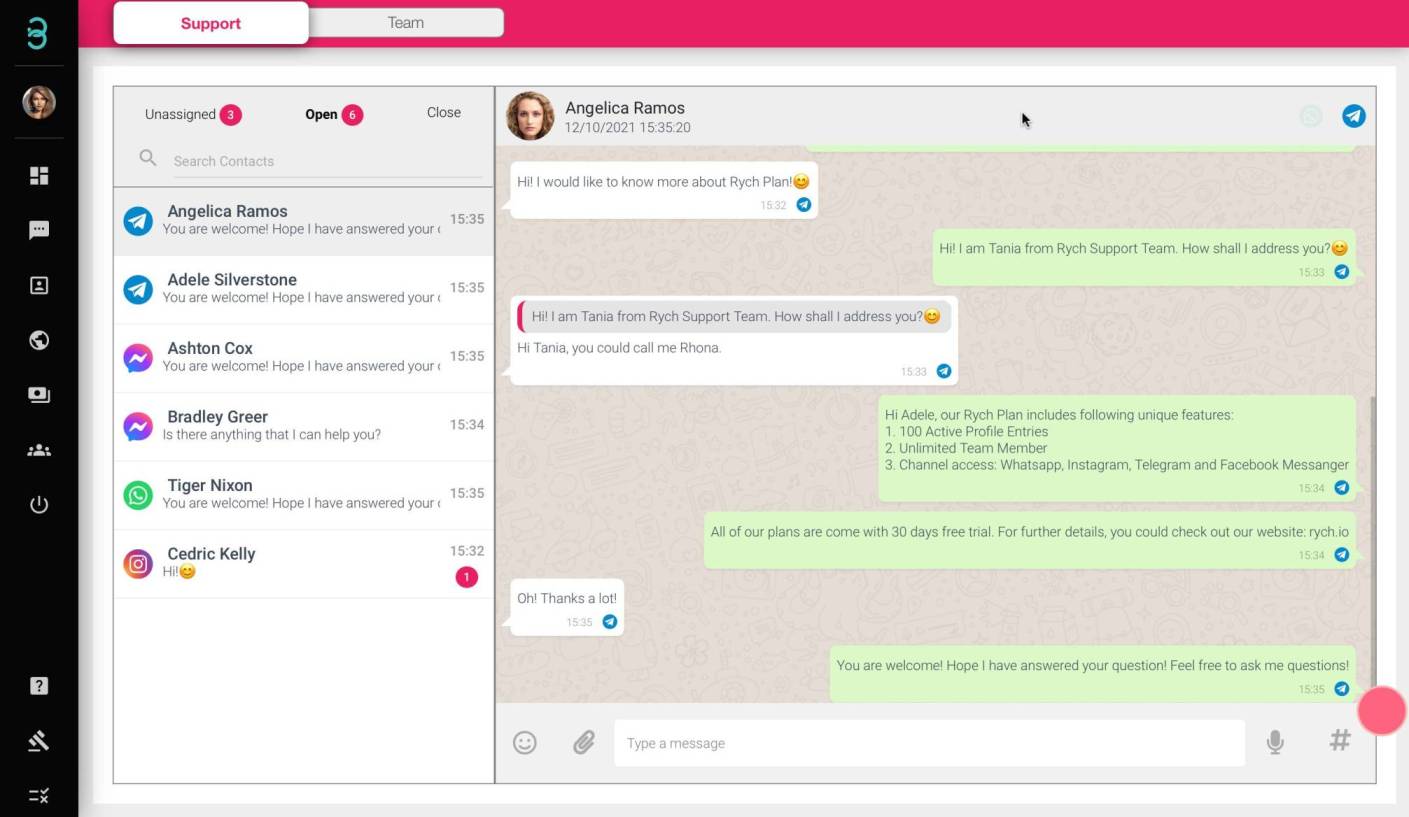 Support
Team
Unassigned 3
Open 6
Close
Search Contacts
Angelica Ramos
You are welcome! Hope I have answered your
15:35
Adele Silverstone
You are welcome! Hope I have answered your
15:35
Ashton Cox
You are welcome! Hope I have answered your
15:35
Bradley Greer
Is there anything that I can help you?
15:34
Tiger Nixon
You are welcome! Hope I have answered your
15:35
Cedric Kelly
Hi!😊
15:32
1
Angelica Ramos
12/10/2021 15:35:20
Hi! I would like to know more about Rych Plan!😊
15:32
Hi! I am Tania from Rych Support Team. How shall I address you?😊
15:33
Hi! I am Tania from Rych Support Team. How shall I address you?😊
Hi Tania, you could call me Rhona.
15:33
Hi Adele, our Rych Plan includes following unique features:
1. 100 Active Profile Entries
2. Unlimited Team Member
3. Channel access: Whatsapp, Instagram, Telegram and Facebook Messanger
15:34
All of our plans are come with 30 days free trial. For further details, you could check out our website: rych.io
15:34
Oh! Thanks a lot!
15:35
You are welcome! Hope I have answered your question! Feel free to ask me questions!
15:35
Type a message
#